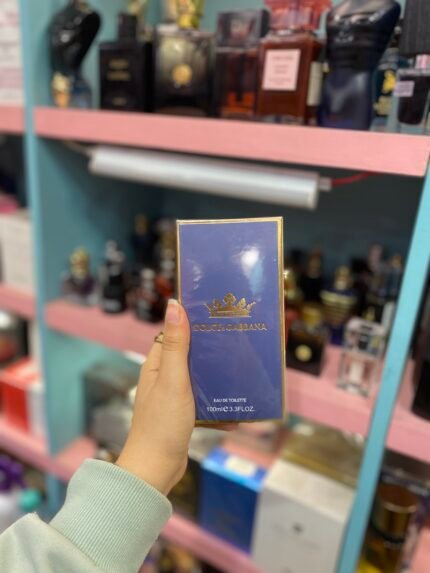 DOLCE&GABBANA
EAU DE TOILETTE
100ml℮ 3.3FL.OZ.